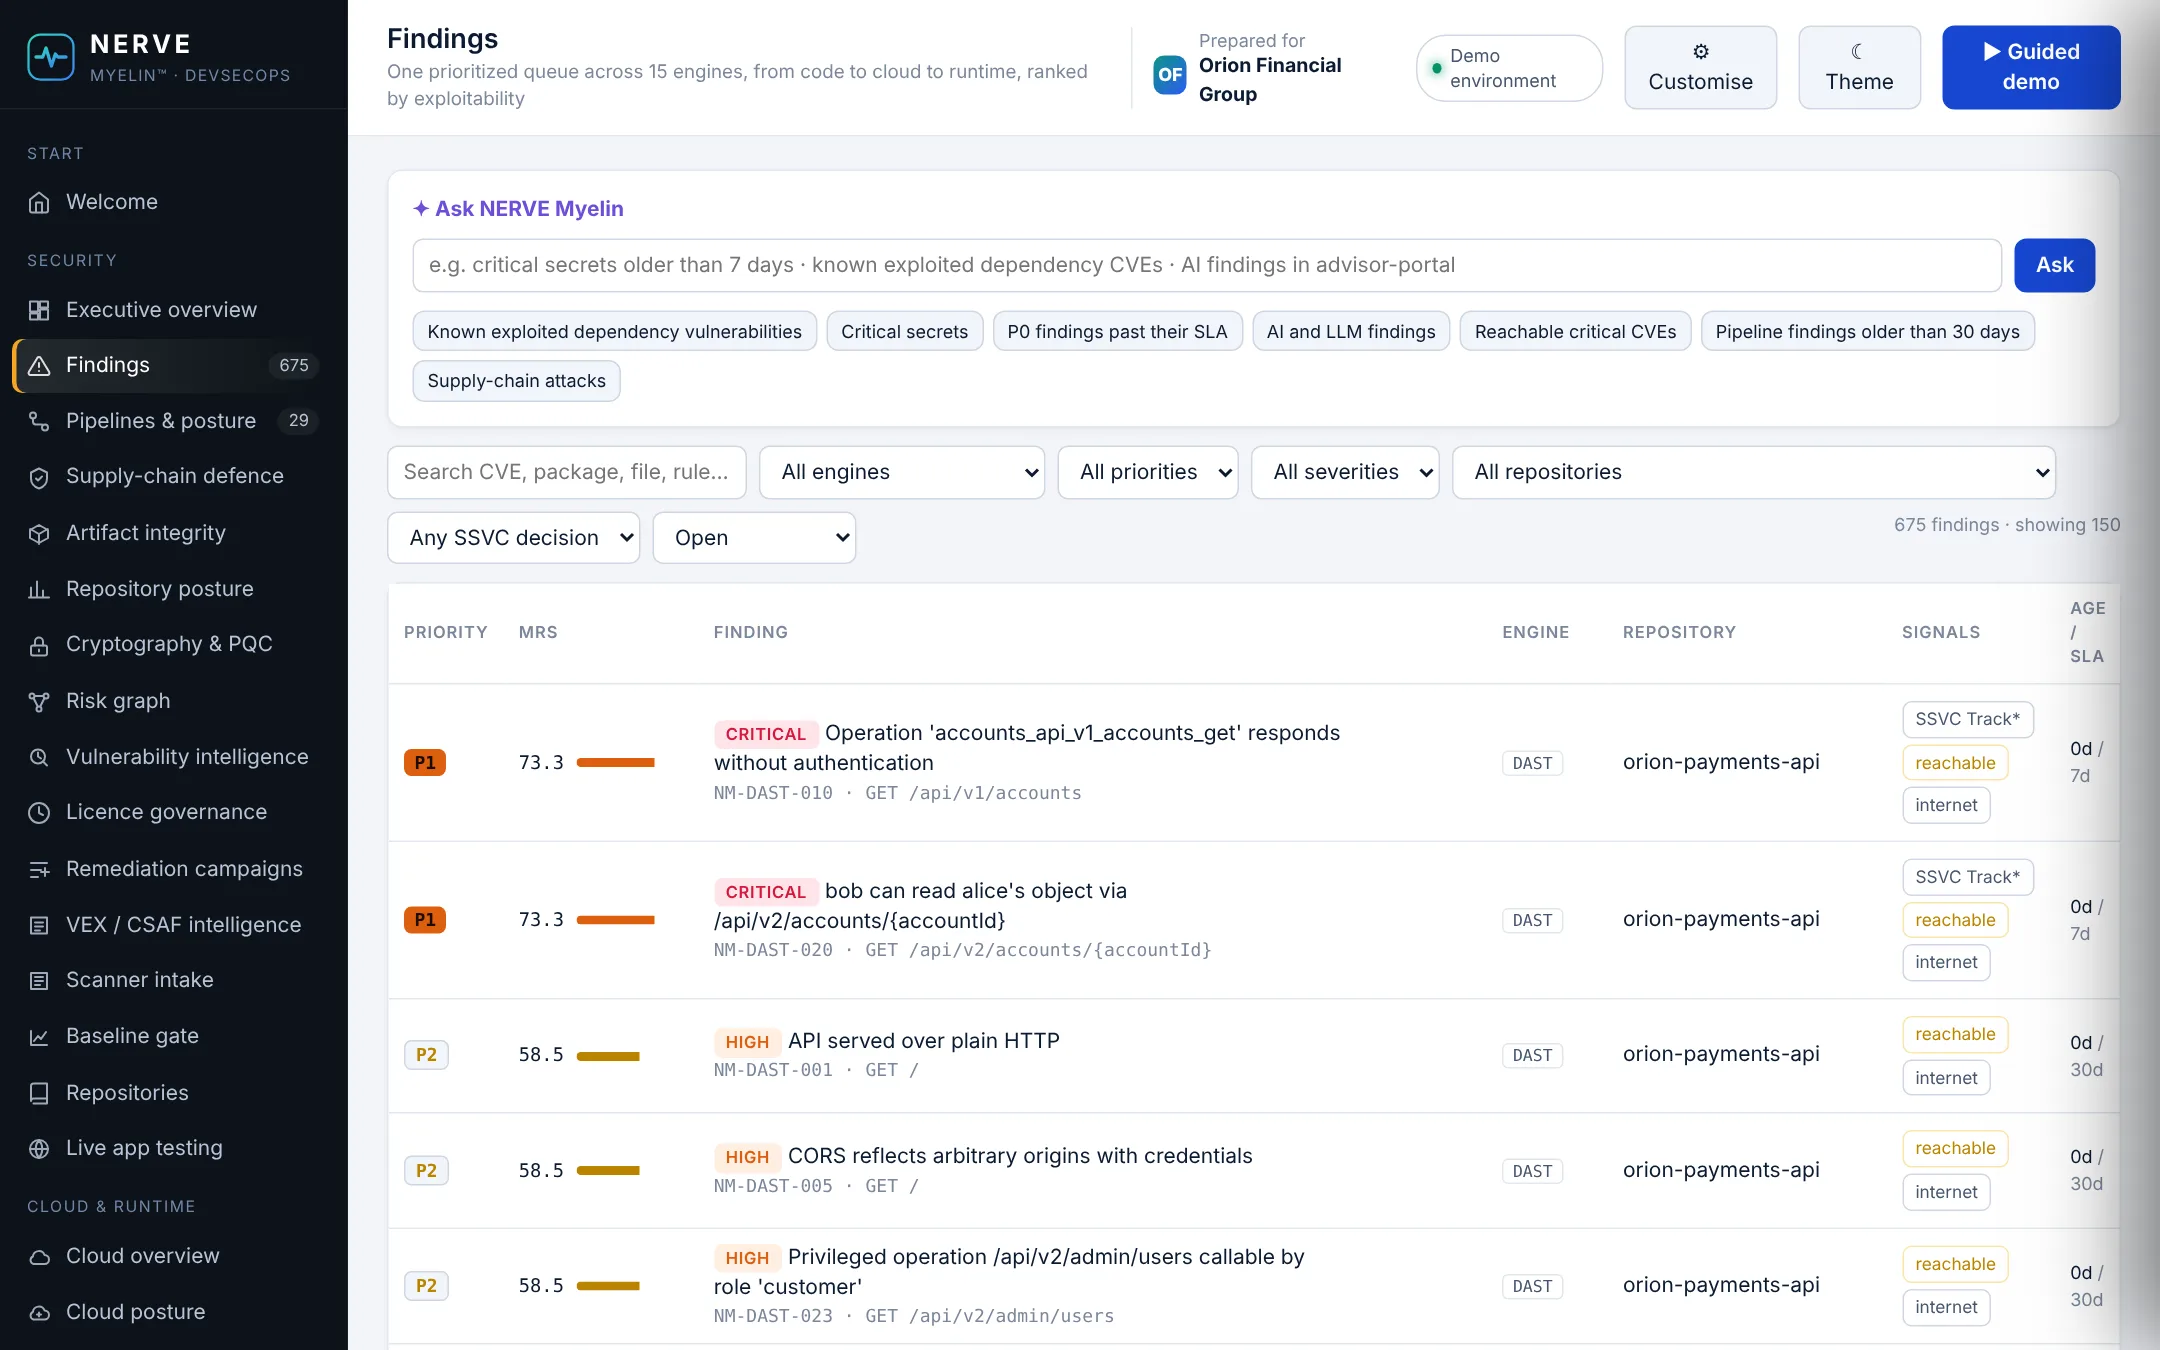 NERVE
MYELIN™ · DEVSECOPS
START
Welcome
SECURITY
Executive overview
Findings 675
Pipelines & posture 29
Supply-chain defence
Artifact integrity
Repository posture
Cryptography & PQC
Risk graph
Vulnerability intelligence
Licence governance
Remediation campaigns
VEX / CSAF intelligence
Scanner intake
Baseline gate
Repositories
Live app testing
CLOUD & RUNTIME
Cloud overview
Cloud posture
Findings
One prioritized queue across 15 engines, from code to cloud to runtime, ranked
by exploitability
OF
Prepared for
Orion Financial
Group
Demo
environment
⚙
Customise
☾
Theme
▶ Guided
demo
✦ Ask NERVE Myelin
e.g. critical secrets older than 7 days · known exploited dependency CVEs · AI findings in advisor-portal
Ask
Known exploited dependency vulnerabilities
Critical secrets
P0 findings past their SLA
AI and LLM findings
Reachable critical CVEs
Pipeline findings older than 30 days
Supply-chain attacks
Search CVE, package, file, rule...
All engines
All priorities
All severities
All repositories
Any SSVC decision
Open
675 findings · showing 150
PRIORITY MRS FINDING ENGINE REPOSITORY SIGNALS AGE
/
SLA
P1 73.3
CRITICAL Operation 'accounts_api_v1_accounts_get' responds
without authentication
NM-DAST-010 · GET /api/v1/accounts
DAST
orion-payments-api
SSVC Track*
reachable
internet
0d /
7d
P1 73.3
CRITICAL bob can read alice's object via
/api/v2/accounts/{accountId}
NM-DAST-020 · GET /api/v2/accounts/{accountId}
DAST
orion-payments-api
SSVC Track*
reachable
internet
0d /
7d
P2 58.5
HIGH API served over plain HTTP
NM-DAST-001 · GET /
DAST
orion-payments-api
reachable
internet
0d /
30d
P2 58.5
HIGH CORS reflects arbitrary origins with credentials
NM-DAST-005 · GET /
DAST
orion-payments-api
reachable
internet
0d /
30d
P2 58.5
HIGH Privileged operation /api/v2/admin/users callable by
role 'customer'
NM-DAST-023 · GET /api/v2/admin/users
DAST
orion-payments-api
reachable
internet
0d /
30d